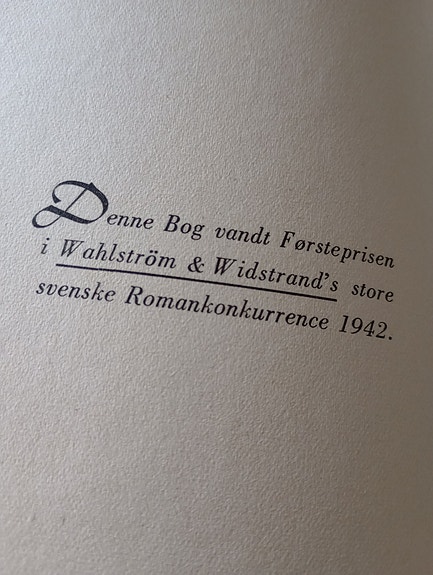 Denne Bog vandt Førsteprisen
i Wahlström & Widstrand's store
svenske Romankonkurrence 1942.